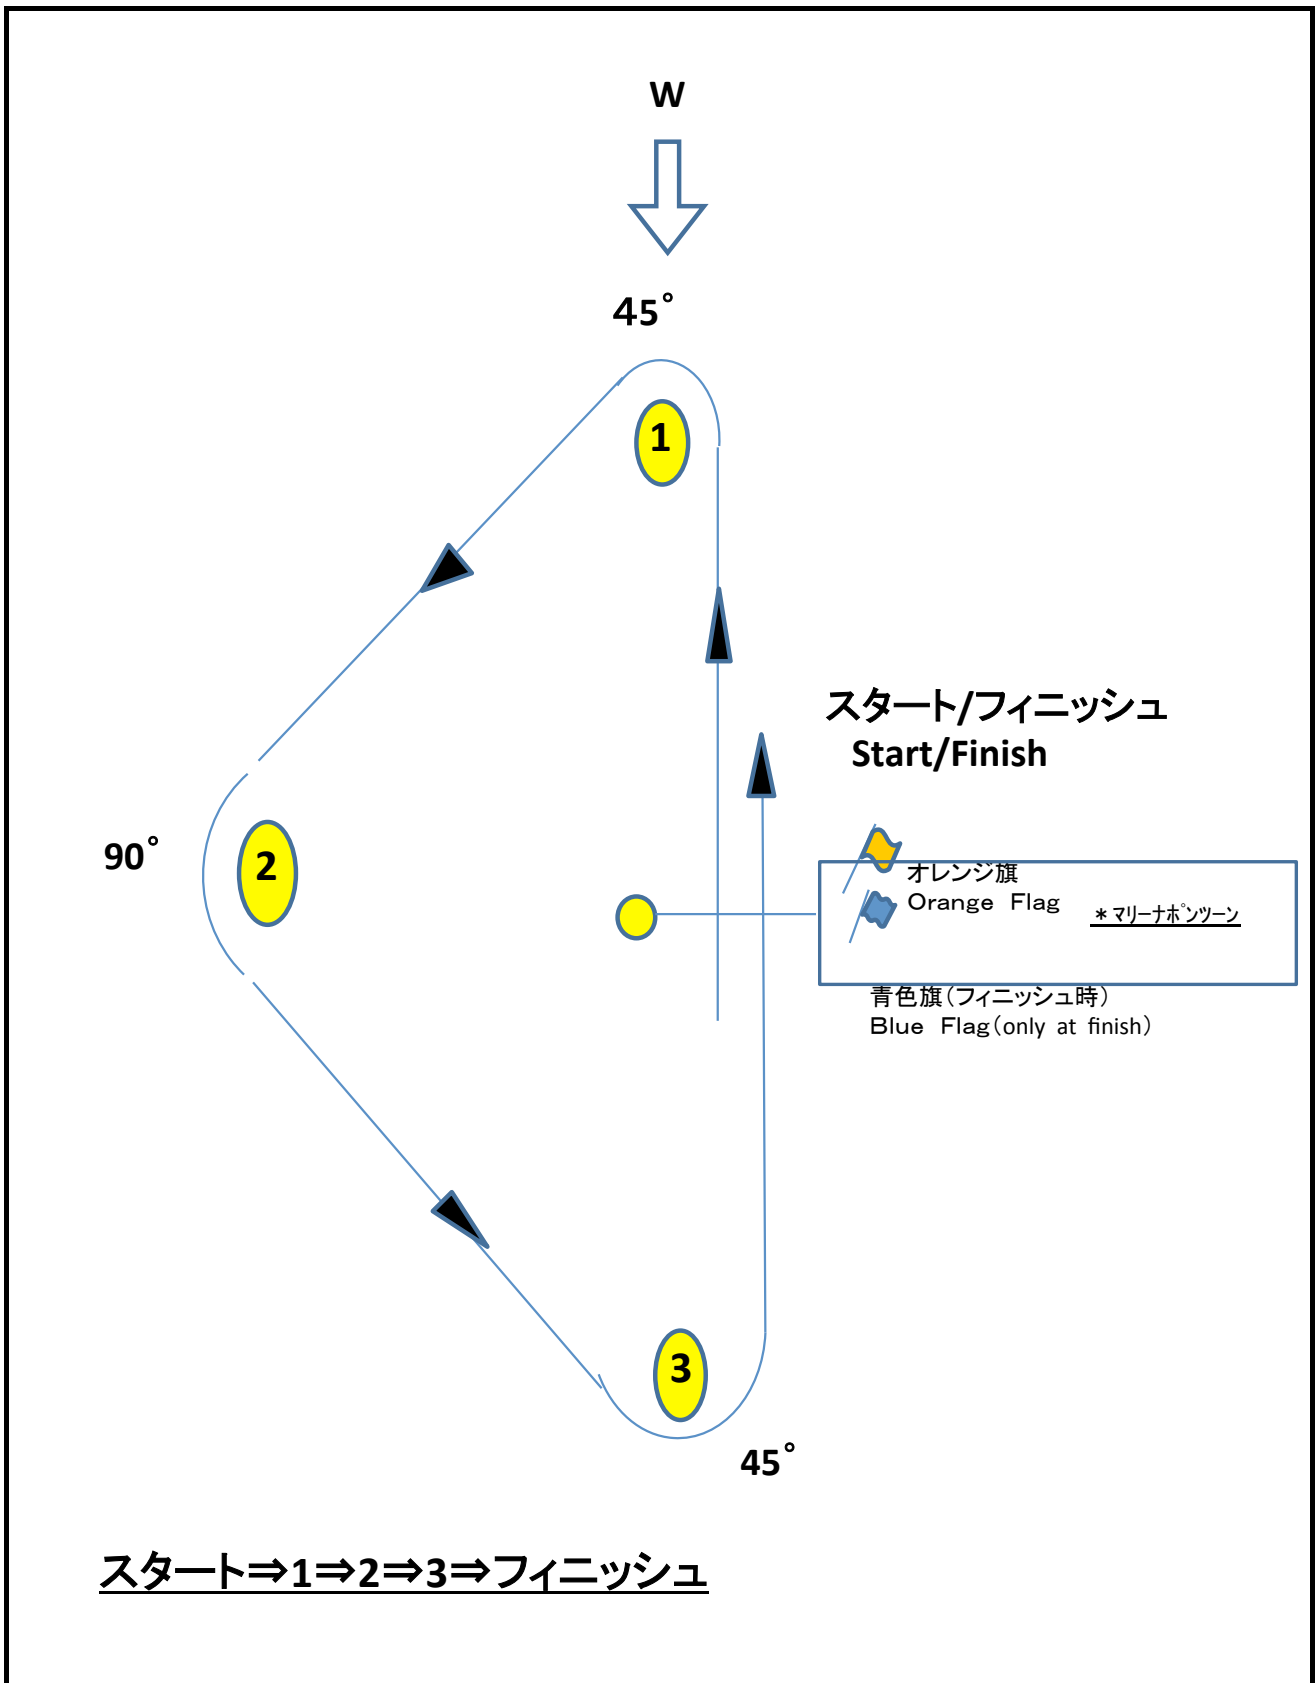 W
45°
1
スタート/フィニッシュ
Start/Finish
90°
2
オレンジ旗
Orange Flag
*マリーナポンツーン
青色旗(フィニッシュ時)
Blue Flag(only at finish)
3
45°
スタート⇒1⇒2⇒3⇒フィニッシュ